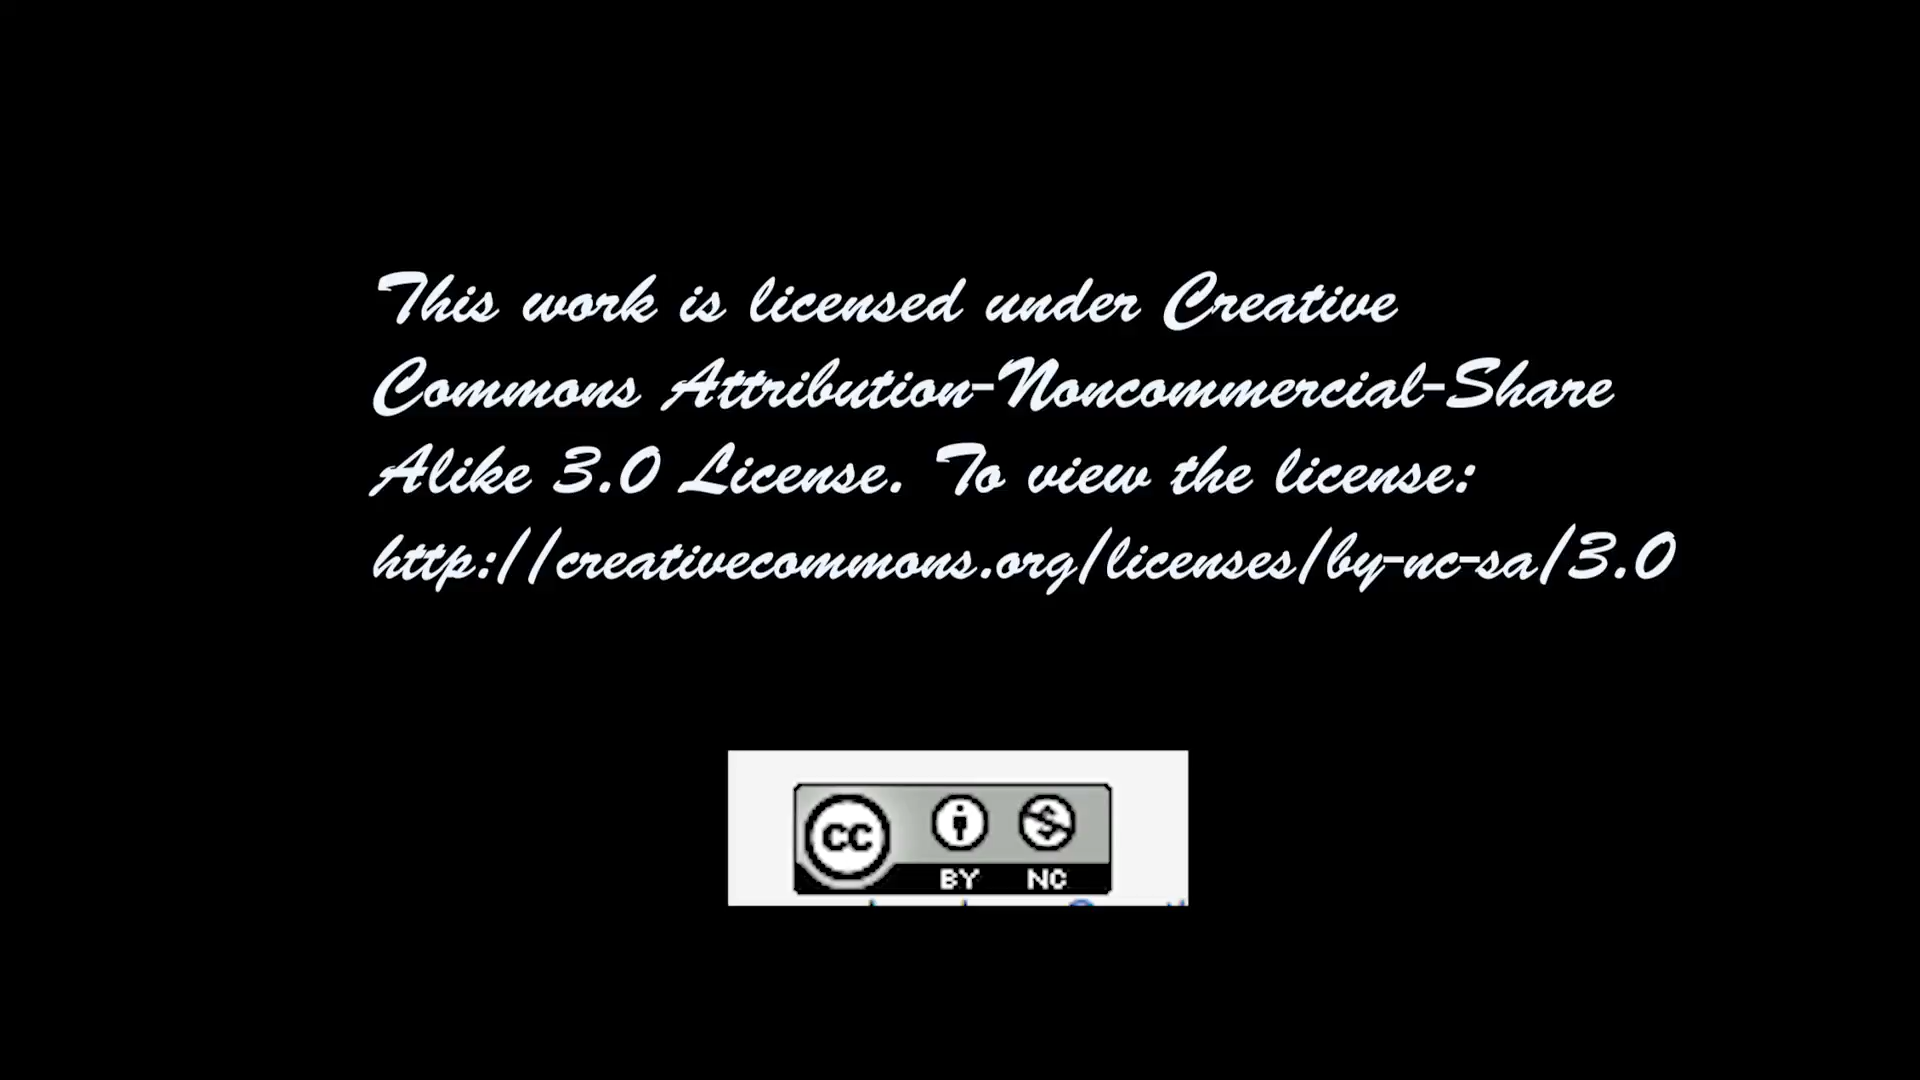 This work is licensed under Creative
Commons Attribution-Noncommercial-Share
Alike 3.0 License. To view the license:
http://creativecommons.org/licenses/by-nc-sa/3.0
cc BY NC